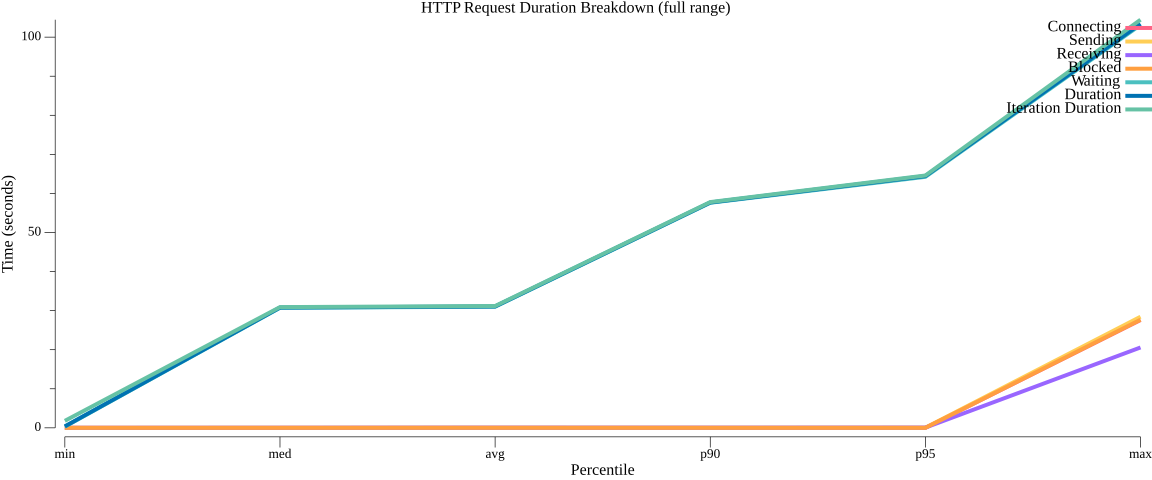 HTTP Request Duration Breakdown (full range)
Connecting
Sending
Receiving
Blocked
Waiting
Duration
Iteration Duration
100
50
0
Time (seconds)
min med avg p90 p95 max
Percentile